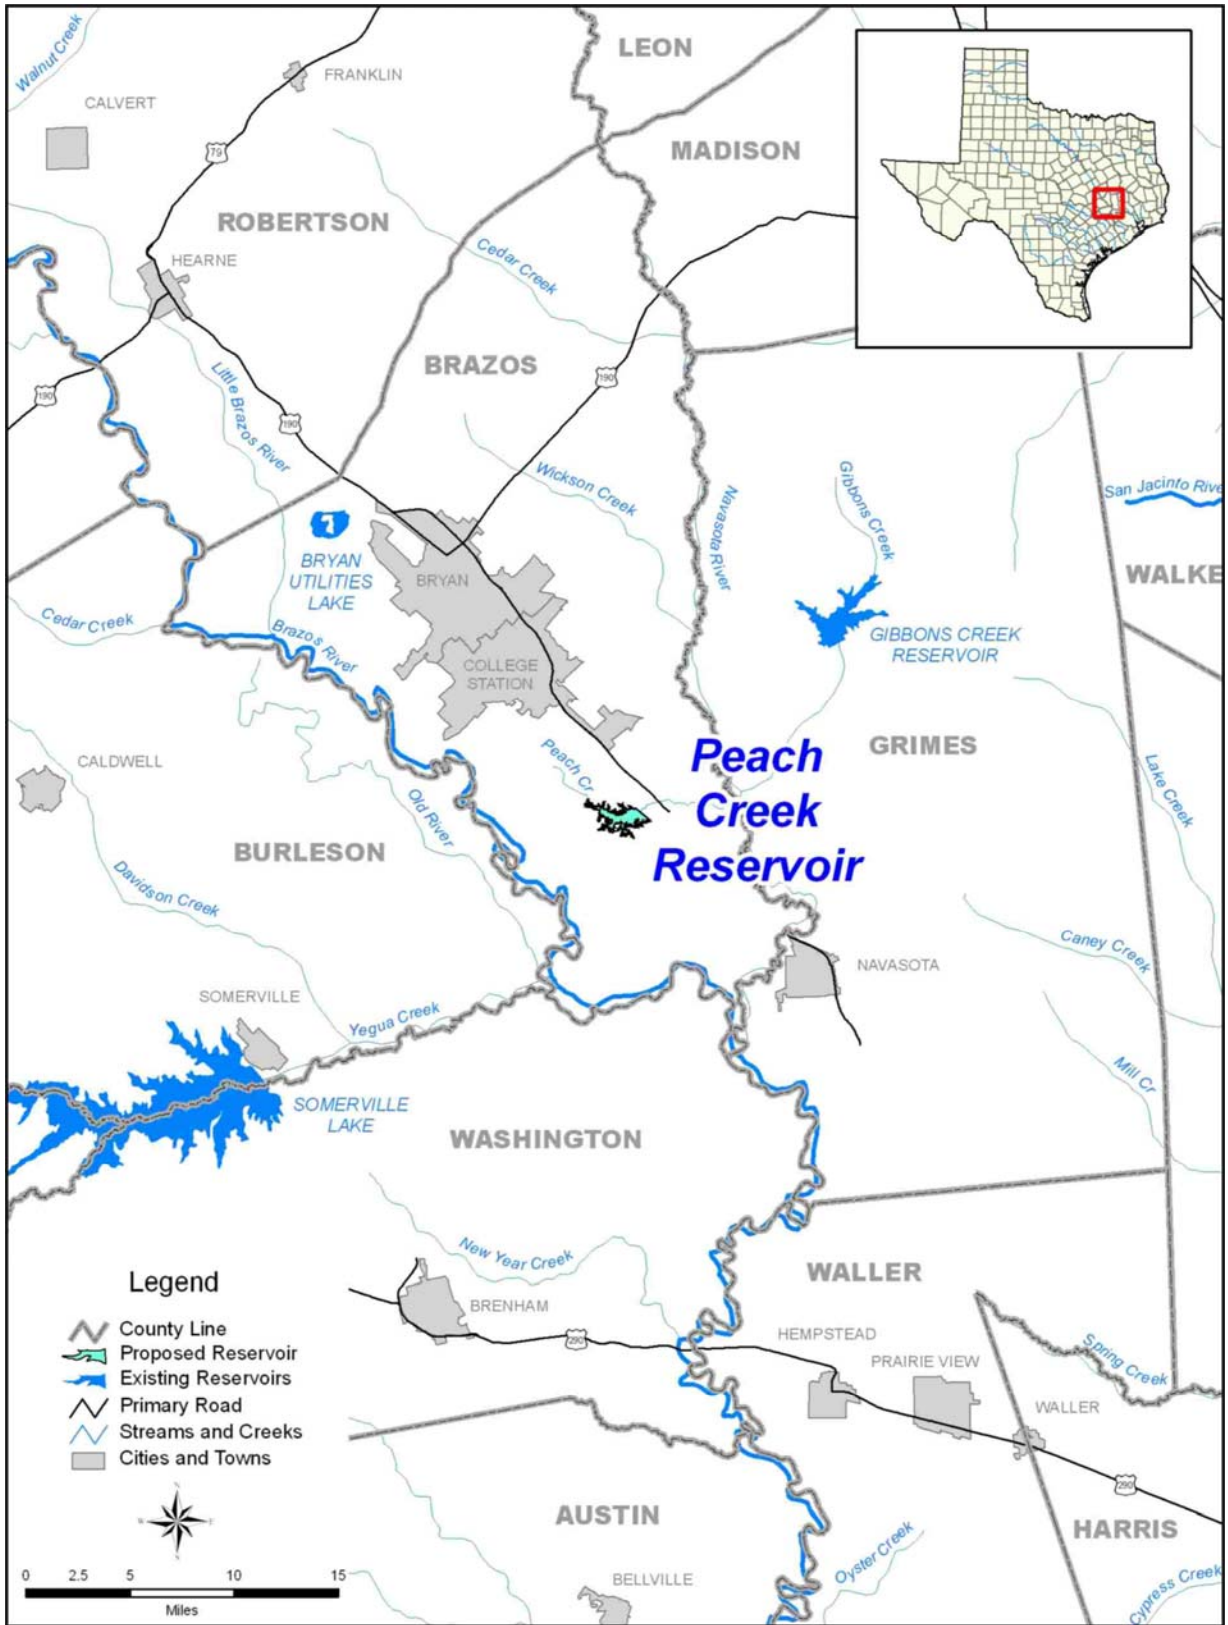 Walnut Creek
LEON
FRANKLIN
CALVERT
79
MADISON
ROBERTSON
Cedar Creek
HEARNE
BRAZOS
190
190
190
Little Brazos River
Wickson Creek
Navasota River
Gibbons Creek
San Jacinto Rive
BRYAN
UTILITIES
LAKE
BRYAN
WALKE
Cedar Creek
Brazos River
GIBBONS CREEK
RESERVOIR
COLLEGE
STATION
GRIMES
Peach
Creek
Reservoir
Peach Cr
CALDWELL
Old River
Lake Creek
BURLESON
Davidson Creek
Caney Creek
NAVASOTA
SOMERVILLE
Yegua Creek
Mill Cr
SOMERVILLE
LAKE
WASHINGTON
New Year Creek
WALLER
BRENHAM
290
HEMPSTEAD
PRAIRIE VIEW
Spring Creek
WALLER
290
AUSTIN
HARRIS
Oyster Creek
BELLVILLE
Cypress Creek
Legend
County Line
Proposed Reservoir
Existing Reservoirs
Primary Road
Streams and Creeks
Cities and Towns
N
W E
S
0 2.5 5 10 15
Miles